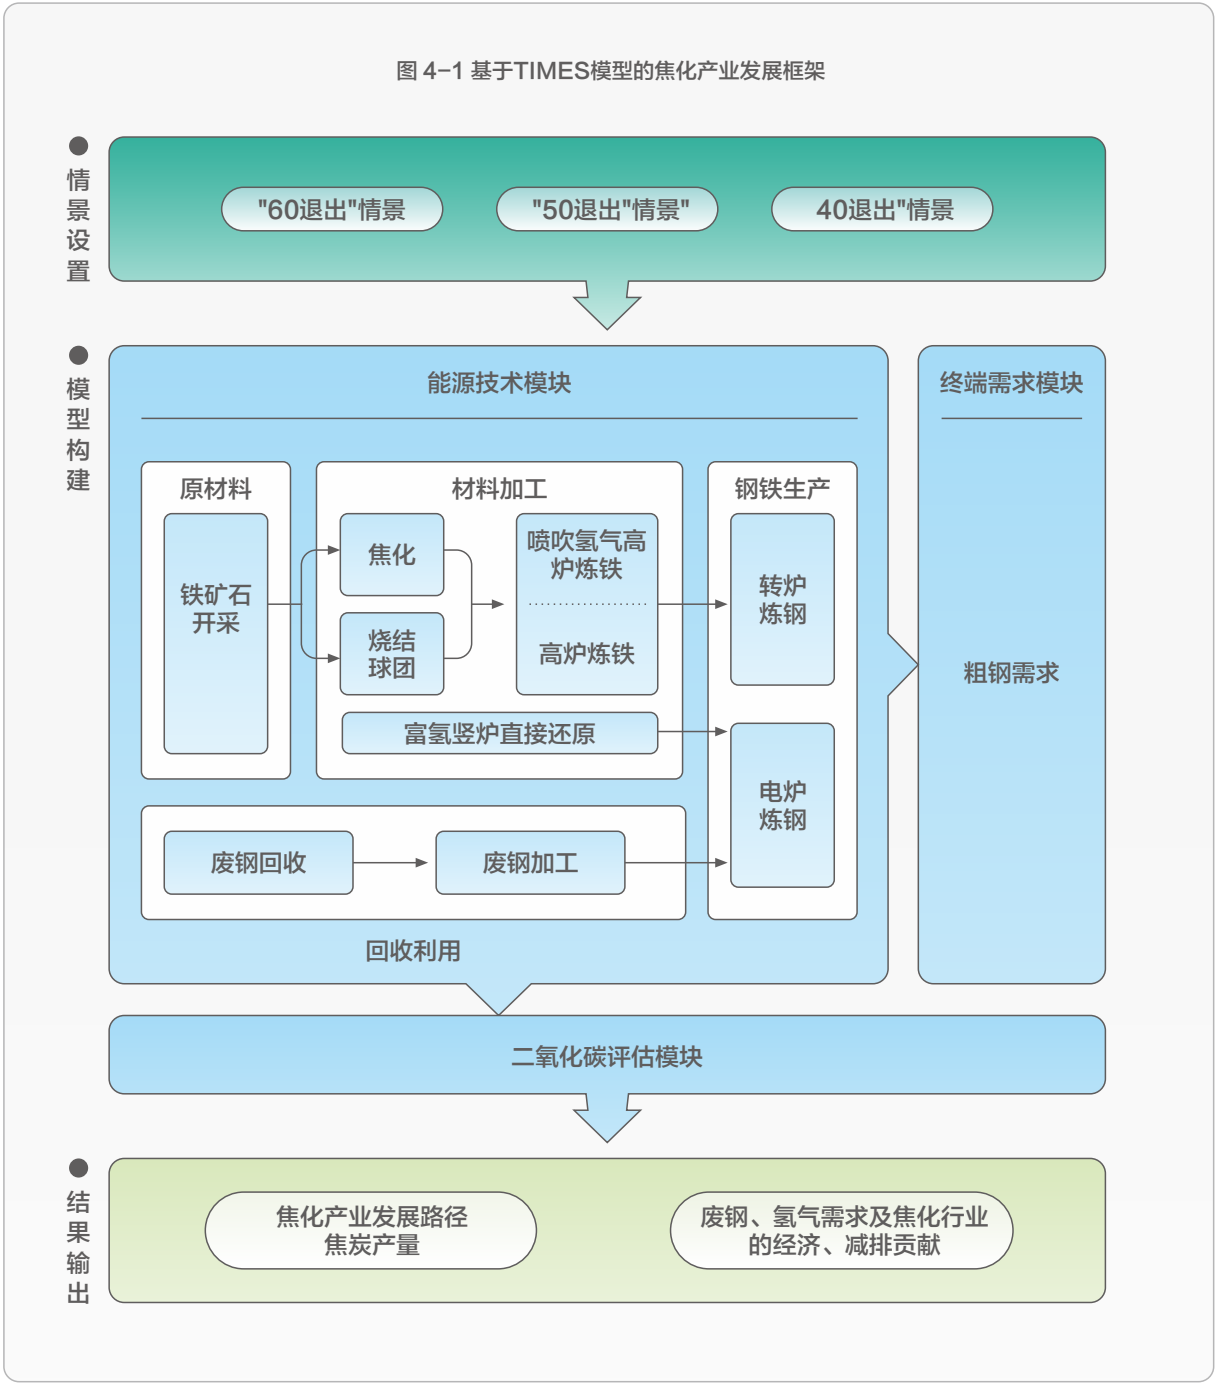 图 4-1 基于TIMES模型的焦化产业发展框架
情景设置
"60退出"情景
"50退出"情景"
40退出"情景
模型构建
能源技术模块
终端需求模块
原材料
材料加工
钢铁生产
铁矿石
开采
焦化
烧结
球团
喷吹氢气高
炉炼铁
高炉炼铁
转炉
炼钢
富氢竖炉直接还原
电炉
炼钢
粗钢需求
废钢回收
废钢加工
回收利用
二氧化碳评估模块
结果输出
焦化产业发展路径
焦炭产量
废钢、氢气需求及焦化行业
的经济、减排贡献